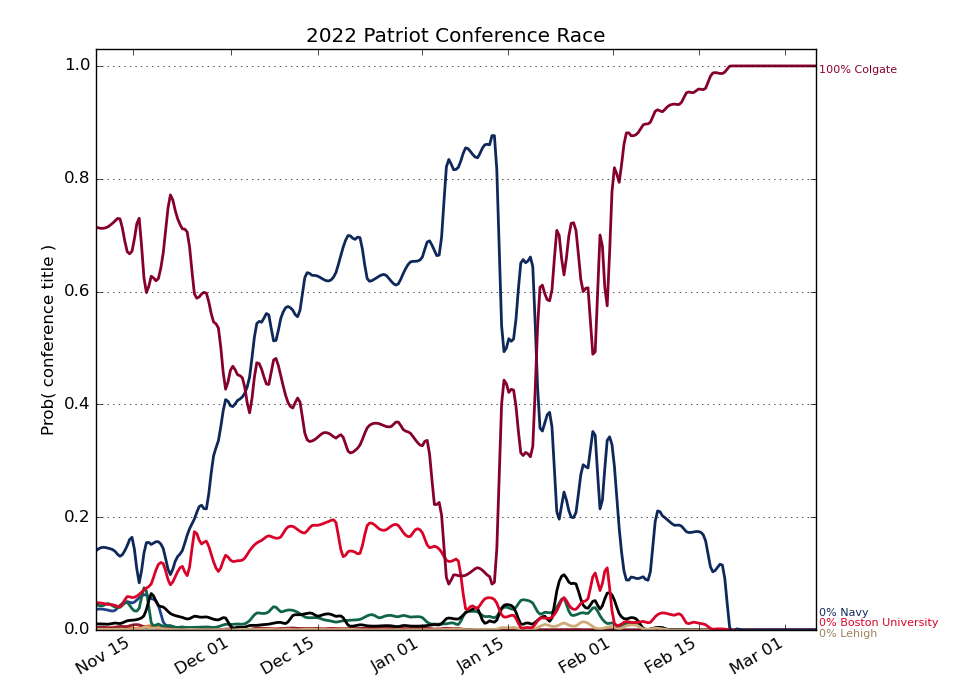 2022 Patriot Conference Race
Prob( conference title )
1.0
0.8
0.6
0.4
0.2
0.0
Nov 15
Dec 01
Dec 15
Jan 01
Jan 15
Feb 01
Feb 15
Mar 01
100% Colgate
0% Navy
0% Boston University
0% Lehigh